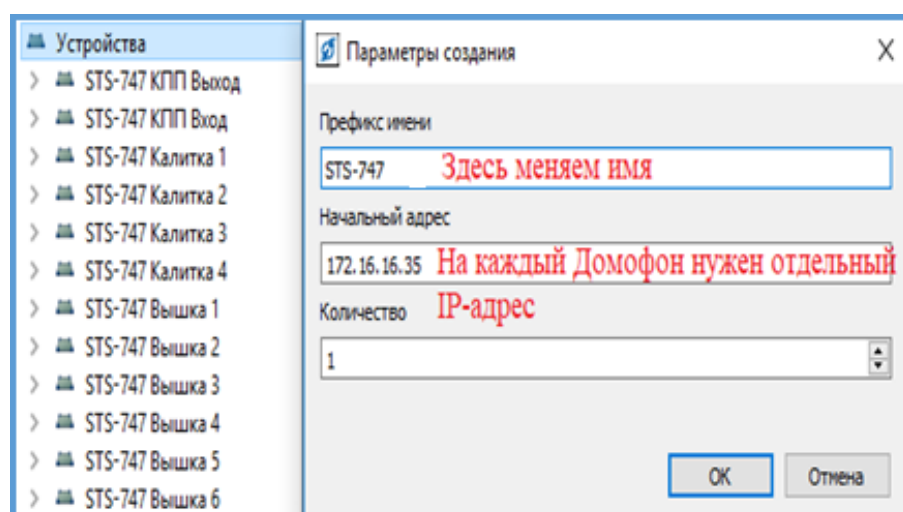 Устройства
STS-747 КПП Выход
STS-747 КПП Вход
STS-747 Калитка 1
STS-747 Калитка 2
STS-747 Калитка 3
STS-747 Калитка 4
STS-747 Вышка 1
STS-747 Вышка 2
STS-747 Вышка 3
STS-747 Вышка 4
STS-747 Вышка 5
STS-747 Вышка 6
Параметры создания
Префикс имени
STS-747 Здесь меняем имя
Начальный адрес
172.16.16.35 На каждый Домофон нужен отдельный
Количество IP-адрес
1
OK Отмена